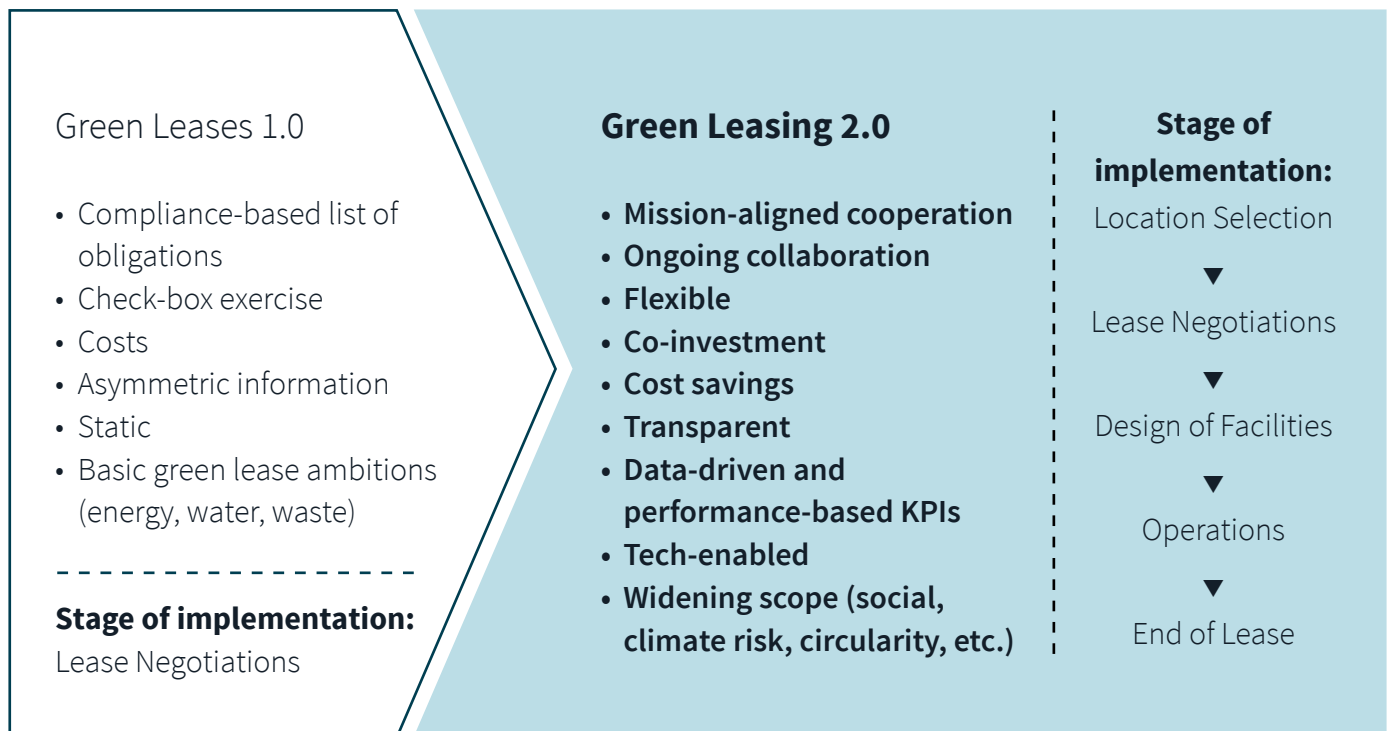 Green Leases 1.0
• Compliance-based list of
obligations
• Check-box exercise
• Costs
• Asymmetric information
• Static
• Basic green lease ambitions
(energy, water, waste)
Stage of implementation:
Lease Negotiations
Green Leasing 2.0
• Mission-aligned cooperation
• Ongoing collaboration
• Flexible
• Co-investment
• Cost savings
• Transparent
• Data-driven and
performance-based KPIs
• Tech-enabled
• Widening scope (social,
climate risk, circularity, etc.)
Stage of
implementation:
Location Selection
▼
Lease Negotiations
▼
Design of Facilities
▼
Operations
▼
End of Lease